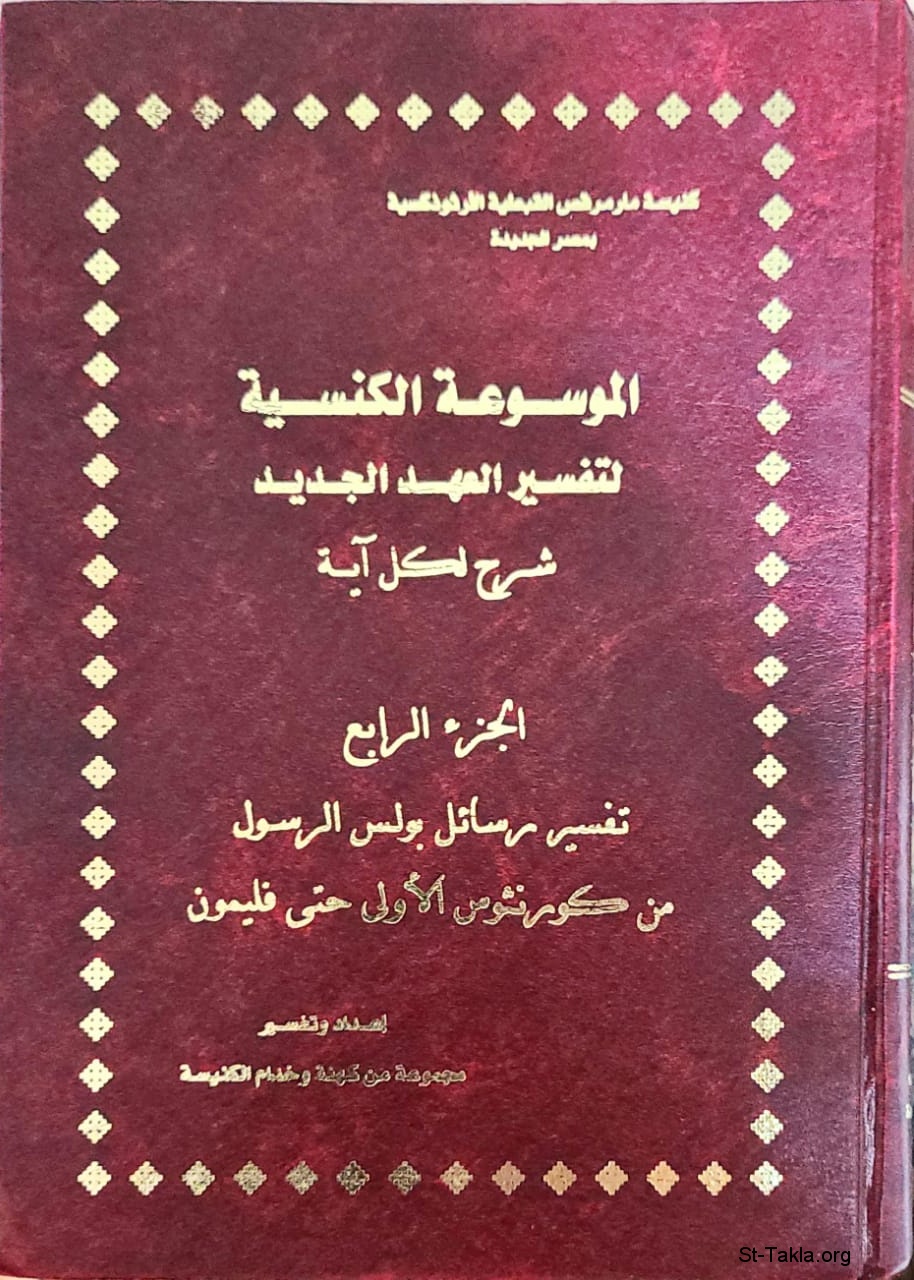 كنيسة مارمرقس القبطية الأرثوذكسية
بمصر الجديدة
الموسوعة الكنسية
لتفسير العهد الجديد
شرح لكل آية
الجزء الرابع
تفسير رسائل بولس الرسول
من كورنثوس الأولى حتى فليمون
إعداد وتفسير
مجموعة من كهنة وخدام الكنيسة
St-Takla.org